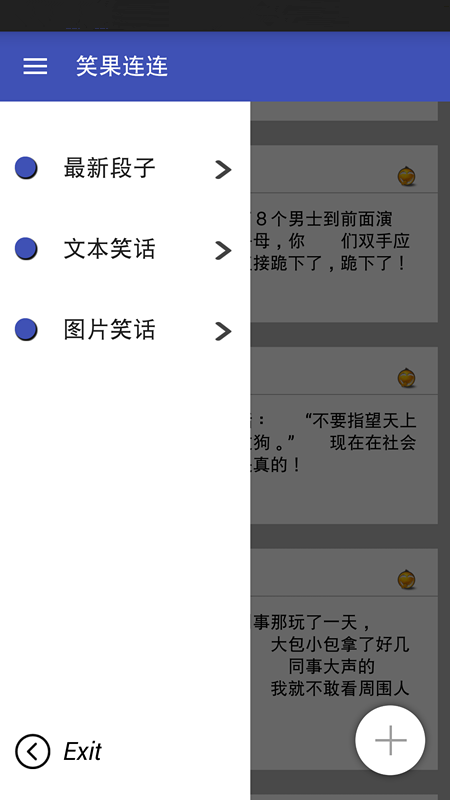 笑果连连
最新段子
文本笑话
图片笑话
8个男士到前面演
母，你 们双手应
接跪下了，跪下了！
： “不要指望天上
狗。” 现在在社会
真的！
事那玩了一天，
大包小包拿了好几
同事大声的
我就不敢看周围人
Exit